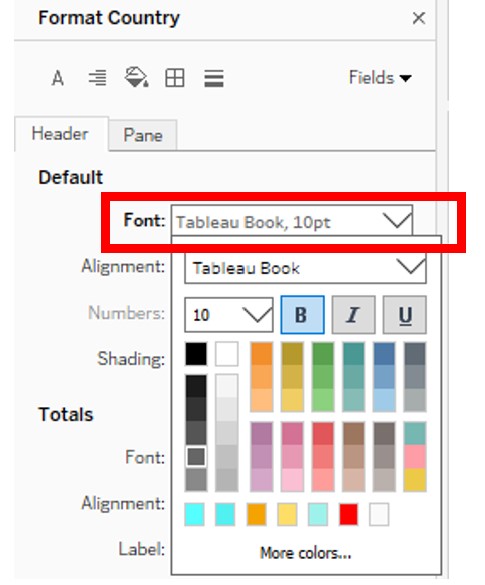 Format Country
A Fields
Header Pane
Default
Font: Tableau Book, 10pt
Alignment: Tableau Book
Numbers: 10 B I U
Shading:
Totals
Font:
Alignment:
Label: More colors...